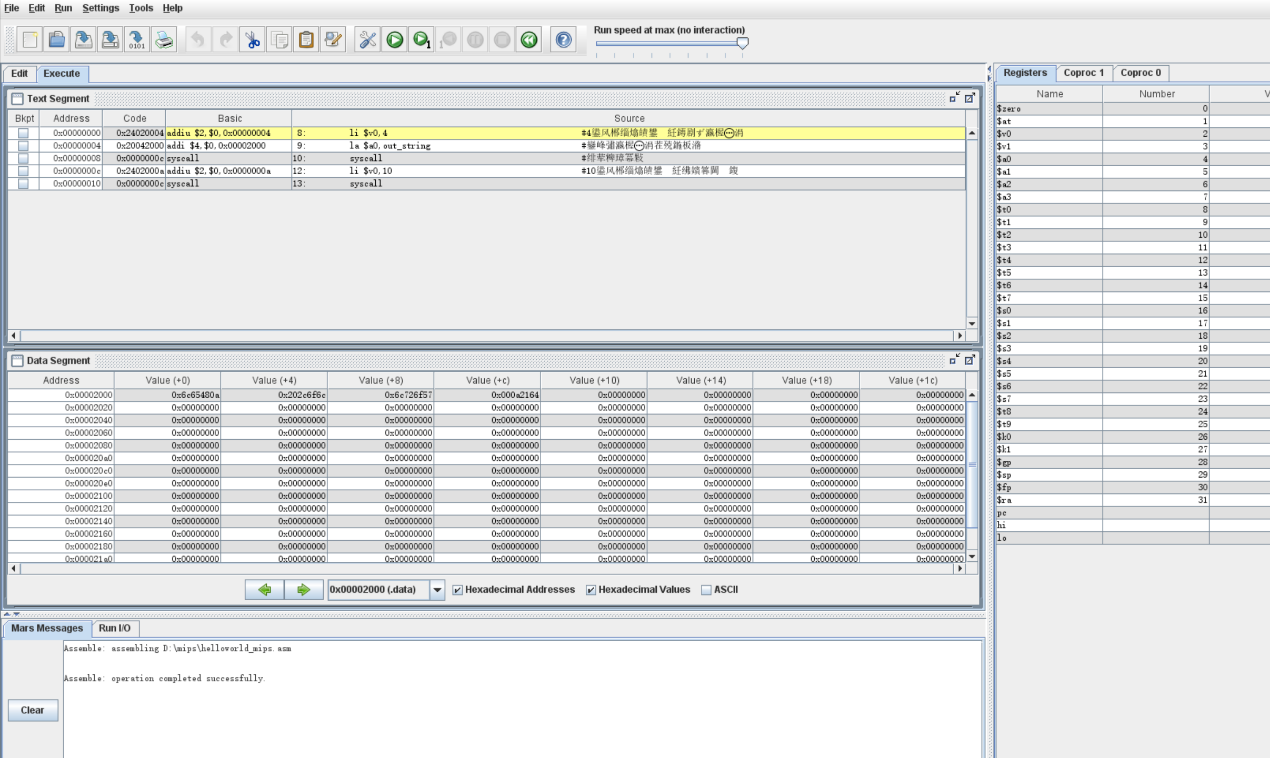 File Edit Run Settings Tools Help
Run speed at max (no interaction)
Edit Execute
Text Segment
Bkpt Address Code Basic Source
0x00000000 0x24020004 addiu $2,$0,0x00000004 8: li $v0,4
0x00000004 0x20042000 addi $4,$0,0x00002000 9: la $a0,out_string
0x00000008 0x0000000c syscall 10: syscall
0x0000000c 0x2402000a addiu $2,$0,0x0000000a 12: li $v0,10
0x00000010 0x0000000c syscall 13: syscall
Data Segment
Address Value (+0) Value (+4) Value (+8) Value (+c) Value (+10) Value (+14) Value (+18) Value (+1c)
0x00002000 0x6c65480a 0x202c6f6c 0x6c726f57 0x000a2164 0x00000000 0x00000000 0x00000000 0x00000000
0x00002020 0x00000000 0x00000000 0x00000000 0x00000000 0x00000000 0x00000000 0x00000000 0x00000000
0x00002040 0x00000000 0x00000000 0x00000000 0x00000000 0x00000000 0x00000000 0x00000000 0x00000000
0x00002060 0x00000000 0x00000000 0x00000000 0x00000000 0x00000000 0x00000000 0x00000000 0x00000000
0x00002080 0x00000000 0x00000000 0x00000000 0x00000000 0x00000000 0x00000000 0x00000000 0x00000000
0x000020a0 0x00000000 0x00000000 0x00000000 0x00000000 0x00000000 0x00000000 0x00000000 0x00000000
0x000020c0 0x00000000 0x00000000 0x00000000 0x00000000 0x00000000 0x00000000 0x00000000 0x00000000
0x000020e0 0x00000000 0x00000000 0x00000000 0x00000000 0x00000000 0x00000000 0x00000000 0x00000000
0x00002100 0x00000000 0x00000000 0x00000000 0x00000000 0x00000000 0x00000000 0x00000000 0x00000000
0x00002120 0x00000000 0x00000000 0x00000000 0x00000000 0x00000000 0x00000000 0x00000000 0x00000000
0x00002140 0x00000000 0x00000000 0x00000000 0x00000000 0x00000000 0x00000000 0x00000000 0x00000000
0x00002160 0x00000000 0x00000000 0x00000000 0x00000000 0x00000000 0x00000000 0x00000000 0x00000000
0x00002180 0x00000000 0x00000000 0x00000000 0x00000000 0x00000000 0x00000000 0x00000000 0x00000000
0x000021a0 0x00000000 0x00000000 0x00000000 0x00000000 0x00000000 0x00000000 0x00000000 0x00000000
0x00002000 (.data) Hexadecimal Addresses Hexadecimal Values ASCII
Mars Messages Run I/O
Assemble: assembling D:\mips\helloworld_mips.asm
Assemble: operation completed successfully.
Clear
Registers Coproc 1 Coproc 0
Name Number V
$zero 0
$at 1
$v0 2
$v1 3
$a0 4
$a1 5
$a2 6
$a3 7
$t0 8
$t1 9
$t2 10
$t3 11
$t4 12
$t5 13
$t6 14
$t7 15
$s0 16
$s1 17
$s2 18
$s3 19
$s4 20
$s5 21
$s6 22
$s7 23
$t8 24
$t9 25
$k0 26
$k1 27
$gp 28
$sp 29
$fp 30
$ra 31
pc
hi
lo